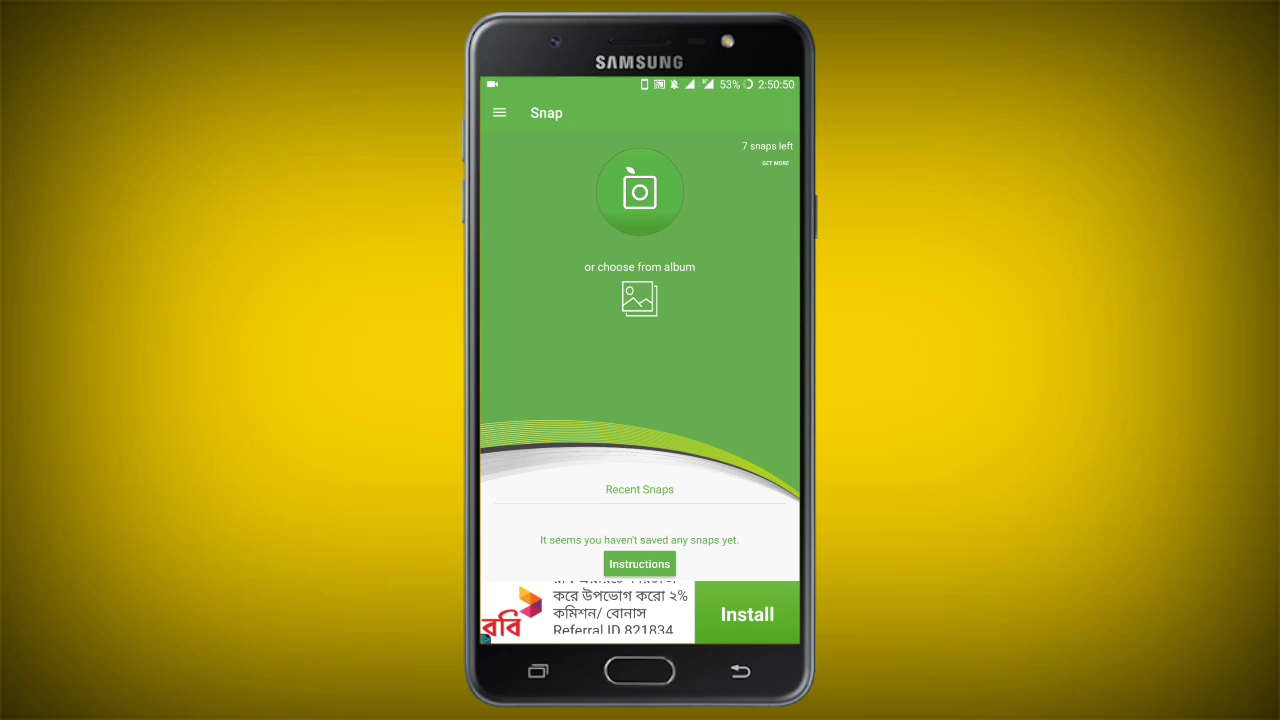 SAMSUNG
53% 2:50:50
Snap
7 snaps left
GET MORE
or choose from album
Recent Snaps
It seems you haven't saved any snaps yet.
Instructions
করে উপভোগ করো ২%
কমিশন/ বোনাস
Referral ID 821834
রবি
Install